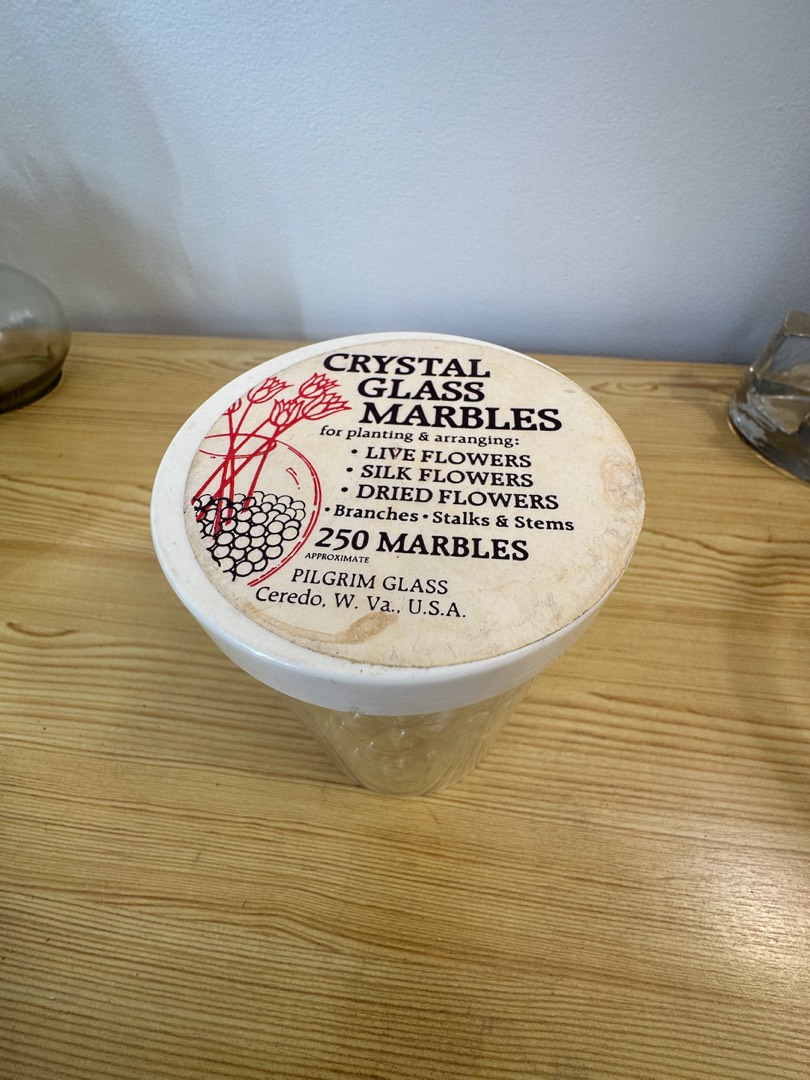 CRYSTAL
GLASS
MARBLES
for planting & arranging:
• LIVE FLOWERS
• SILK FLOWERS
• DRIED FLOWERS
• Branches • Stalks & Stems
250 MARBLES
APPROXIMATE
PILGRIM GLASS
Ceredo, W. Va., U.S.A.